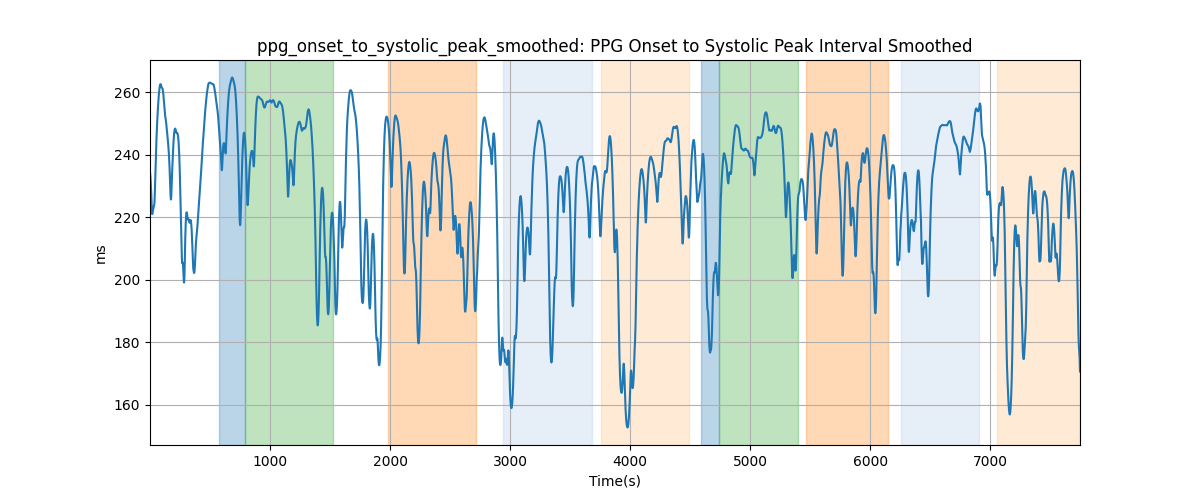 ppg_onset_to_systolic_peak_smoothed: PPG Onset to Systolic Peak Interval Smoothed
260
240
220
200
180
160
ms
1000 2000 3000 4000 5000 6000 7000
Time(s)